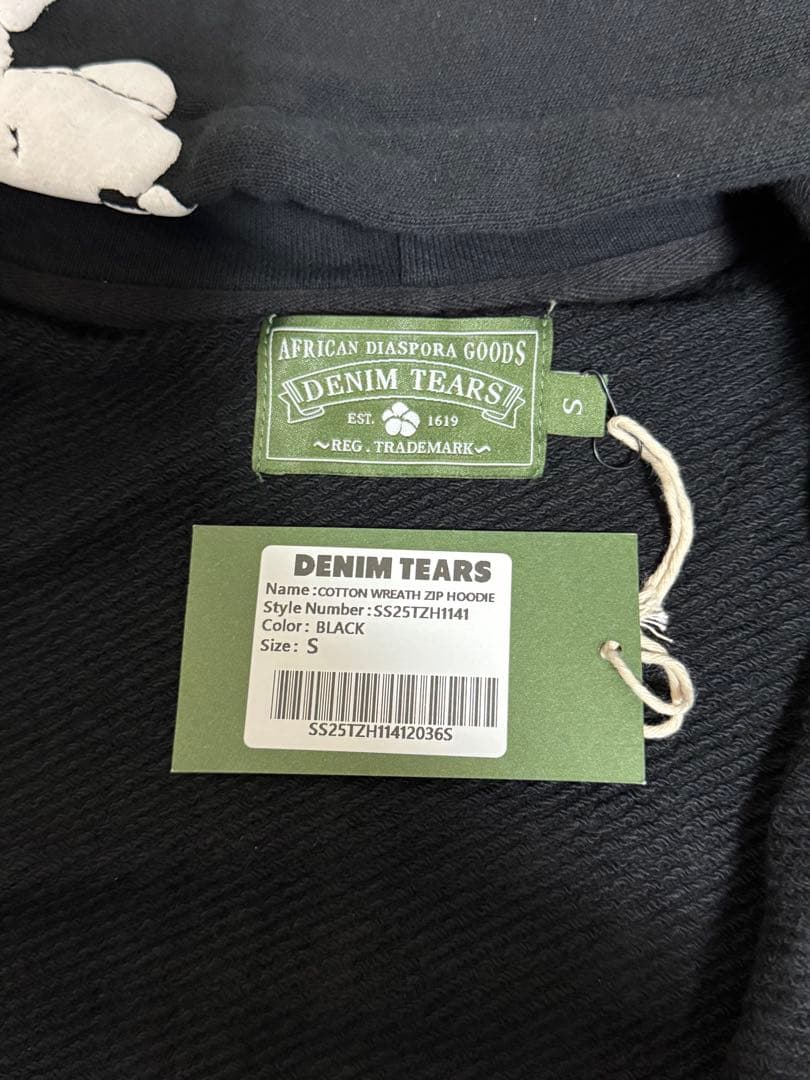 AFRICAN DIASPORA GOODS
DENIM TEARS
EST. 1619
~REG. TRADEMARK~
S
DENIM TEARS
Name:COTTON WREATH ZIP HOODIE
Style Number:SS25TZH1141
Color: BLACK
Size: S
SS25TZH11412036S